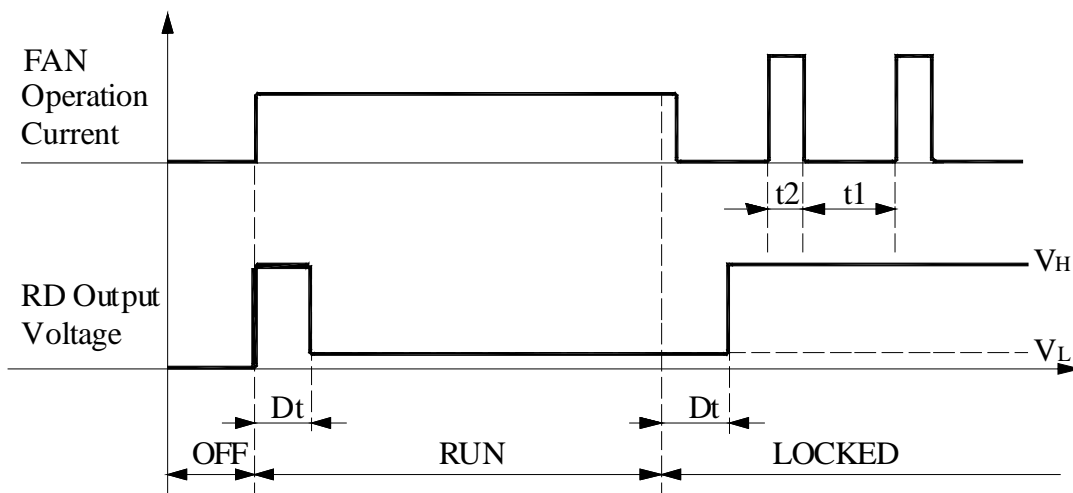 FAN
Operation
Current
t2
t1
VH
RD Output
Voltage
VL
Dt
Dt
OFF
RUN
LOCKED